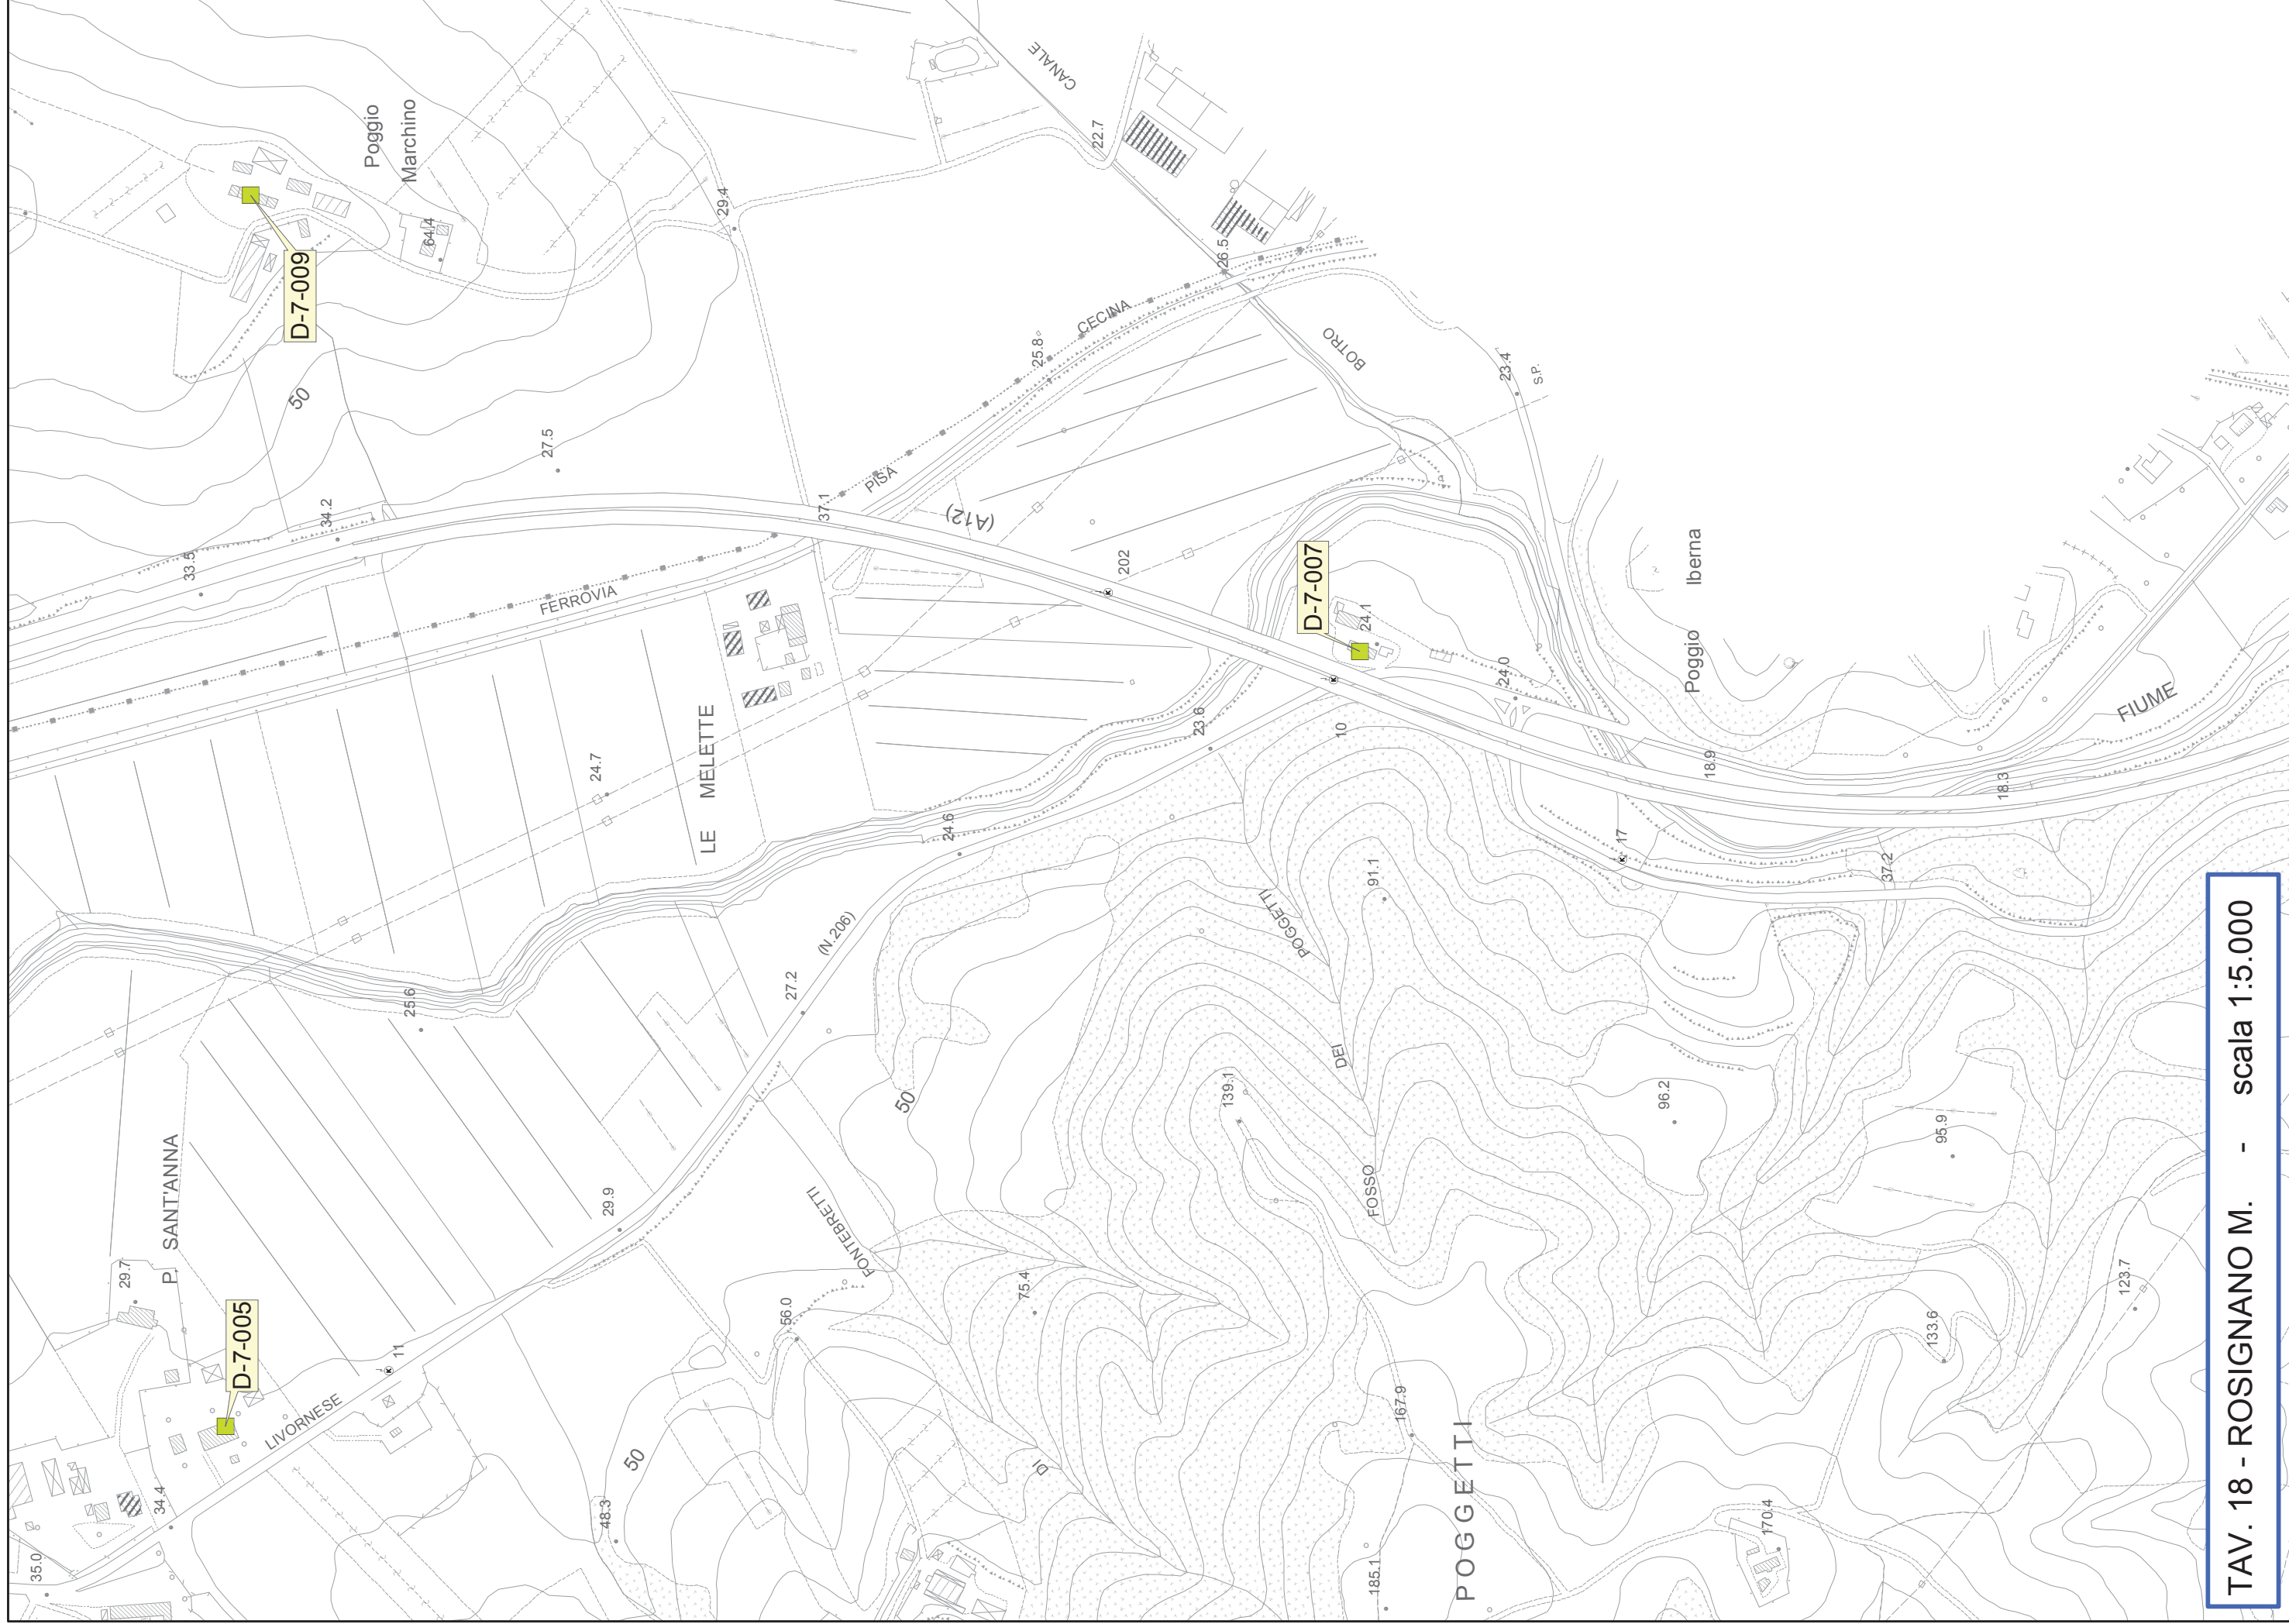 Poggio
Marchino
64.4
D-7-009
50
34.2
33.5
27.5
29.4
37.1
CANALE
22.7
26.5
CECINA
25.8
PISA
(A12)
BOTRO
23.4
S.P.
202
FERROVIA
D-7-007
24.1
24.0
Poggio Iberna
LE MELETTE
24.7
23.6
10
24.6
18.9
18.3
FIUME
17
37.2
(N.206)
27.2
25.6
P. SANT'ANNA
29.7
D-7-005
11
LIVORNESE
34.4
35.0
29.9
50
91.1
FOSSO DEI POGGETTI
139.1
96.2
95.9
DI FONTEBRETTI
75.4
56.0
50
48.3
167.9
POGGETTI
185.1
170.4
133.6
123.7
TAV. 18 - ROSIGNANO M. - scala 1:5.000